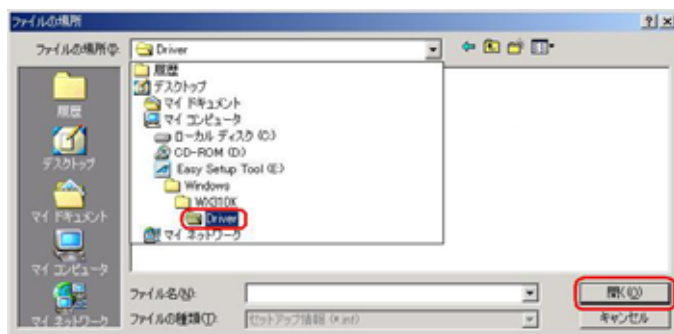 ファイルの場所
ファイルの場所(I):
Driver
履歴
デスクトップ
マイ ドキュメント
マイ コンピュータ
ローカル ディスク (C:)
CD-ROM (D:)
Easy Setup Tool (E:)
Windows
WX310K
Driver
マイ ネットワーク
履歴
デスクトップ
マイ ドキュメント
マイ コンピュータ
マイ ネットワーク
ファイル名(N):
開く(O)
ファイルの種類(T):
セットアップ情報 (*.inf)
キャンセル